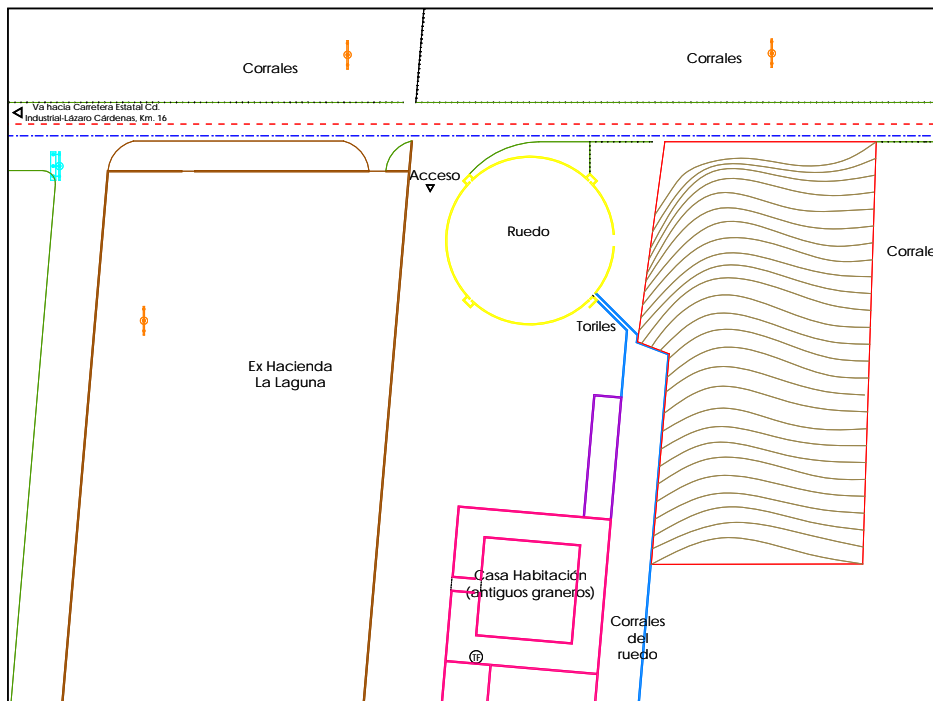 Corrales
Corrales
Va hacia Carretera Estatal Cd.
Industrial-Lázaro Cárdenas, Km. 16
Acceso
Ruedo
Corrale
Toriles
Ex Hacienda
La Laguna
Casa Habitación
(antiguos graneros)
Corrales
del
ruedo
TF